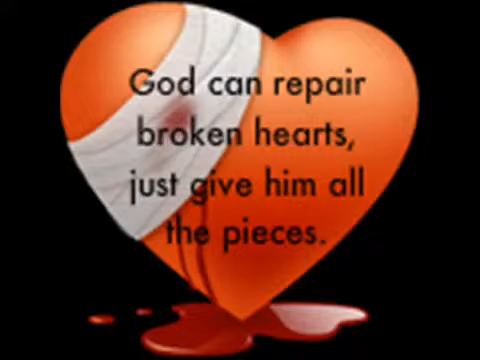 God can repair
broken hearts,
just give him all
the pieces.